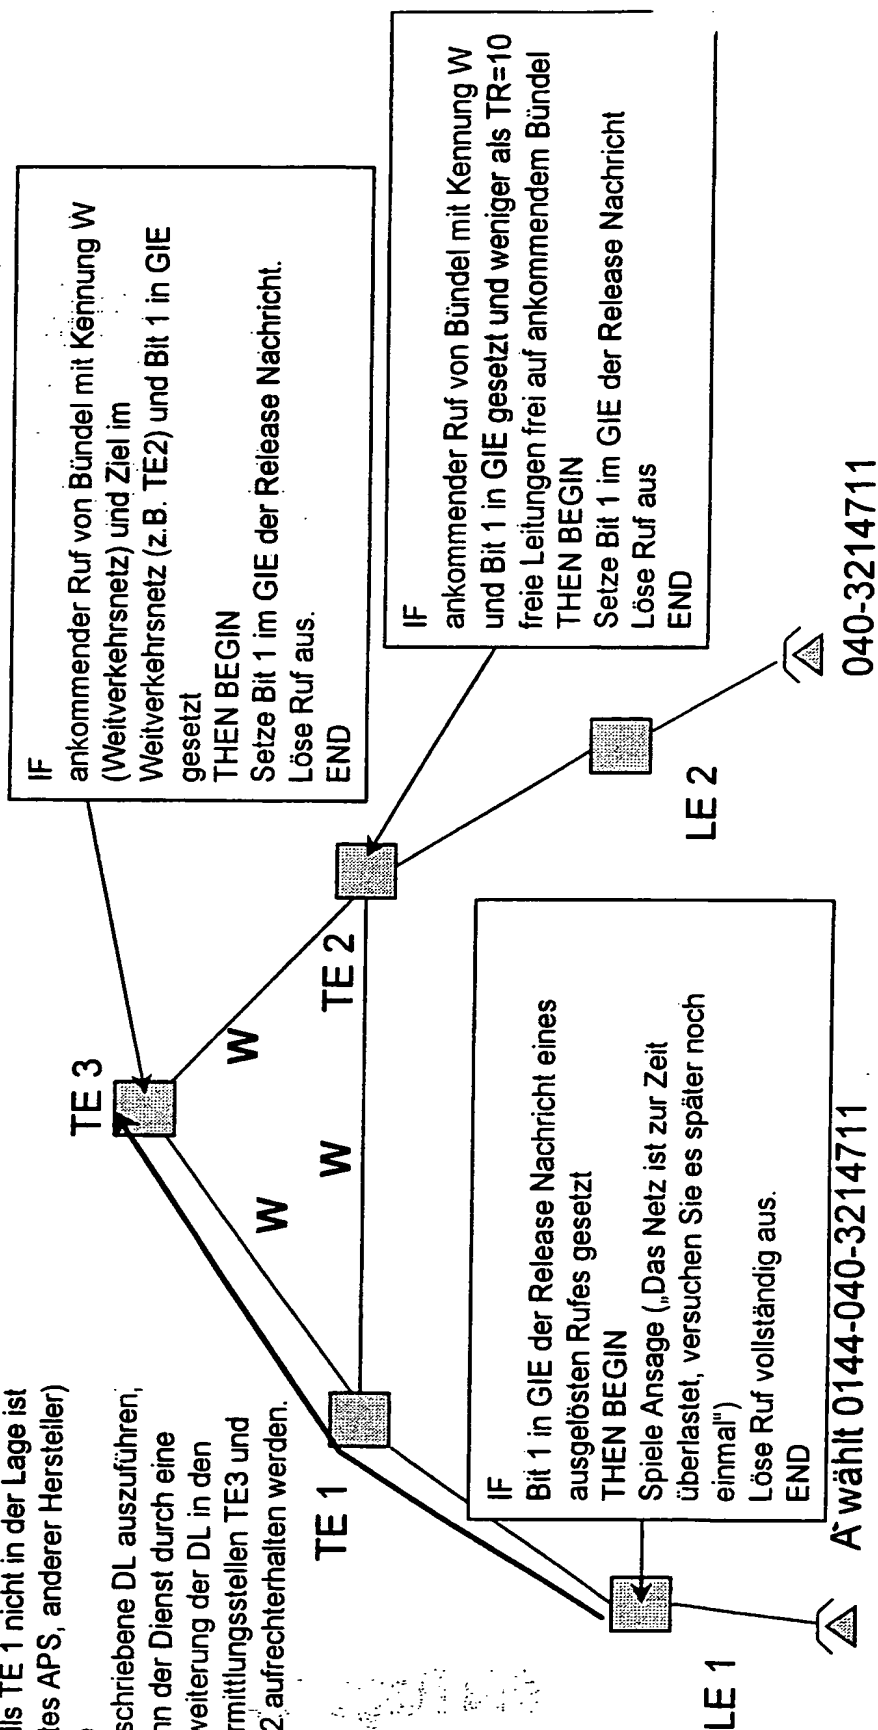 lls TE 1 nicht in der Lage ist
tes APS, anderer Hersteller)
schriebene DL auszuführen,
nn der Dienst durch eine
weiterung der DL in den
rmittlungsstellen TE3 und
2 aufrechterhalten werden.
TE 3
W
W
W
TE 1
TE 2
LE 1
LE 2
IF
ankommender Ruf von Bündel mit Kennung W
(Weitverkehrsnetz) und Ziel im
Weitverkehrsnetz (z.B. TE2) und Bit 1 in GIE
gesetzt
THEN BEGIN
Setze Bit 1 im GIE der Release Nachricht.
Löse Ruf aus.
END
IF
ankommender Ruf von Bündel mit Kennung W
und Bit 1 in GIE gesetzt und weniger als TR=10
freie Leitungen frei auf ankommendem Bündel
THEN BEGIN
Setze Bit 1 im GIE der Release Nachricht
Löse Ruf aus
END
IF
Bit 1 in GIE der Release Nachricht eines
ausgelösten Rufes gesetzt
THEN BEGIN
Spiele Ansage („Das Netz ist zur Zeit
überlastet, versuchen Sie es später noch
einmal“)
Löse Ruf vollständig aus.
END
A wählt 0144-040-3214711
040-3214711